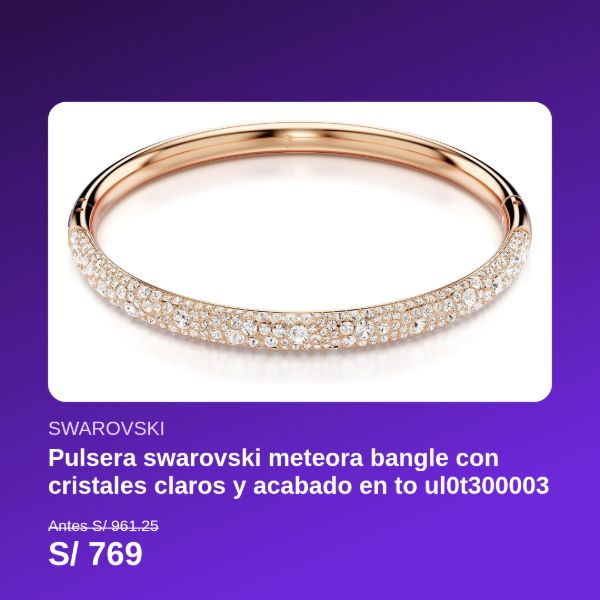 SWAROVSKI
Pulsera swarovski meteora bangle con
cristales claros y acabado en to ul0t300003
Antes S/ 961.25
S/ 769